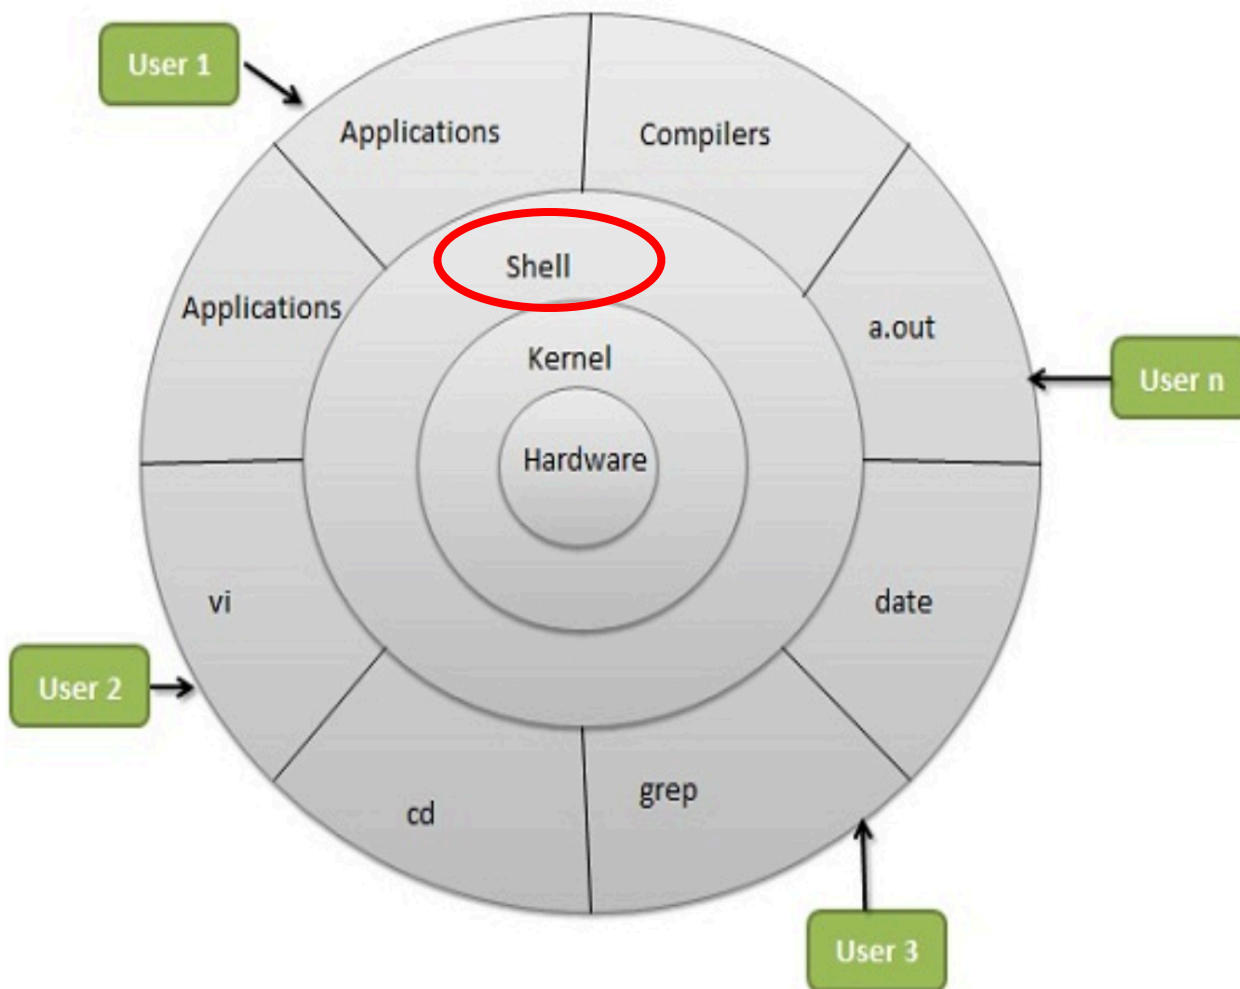 User 1
Applications
Compilers
Shell
Applications
a.out
Kernel
User n
Hardware
vi
date
User 2
cd
grep
User 3